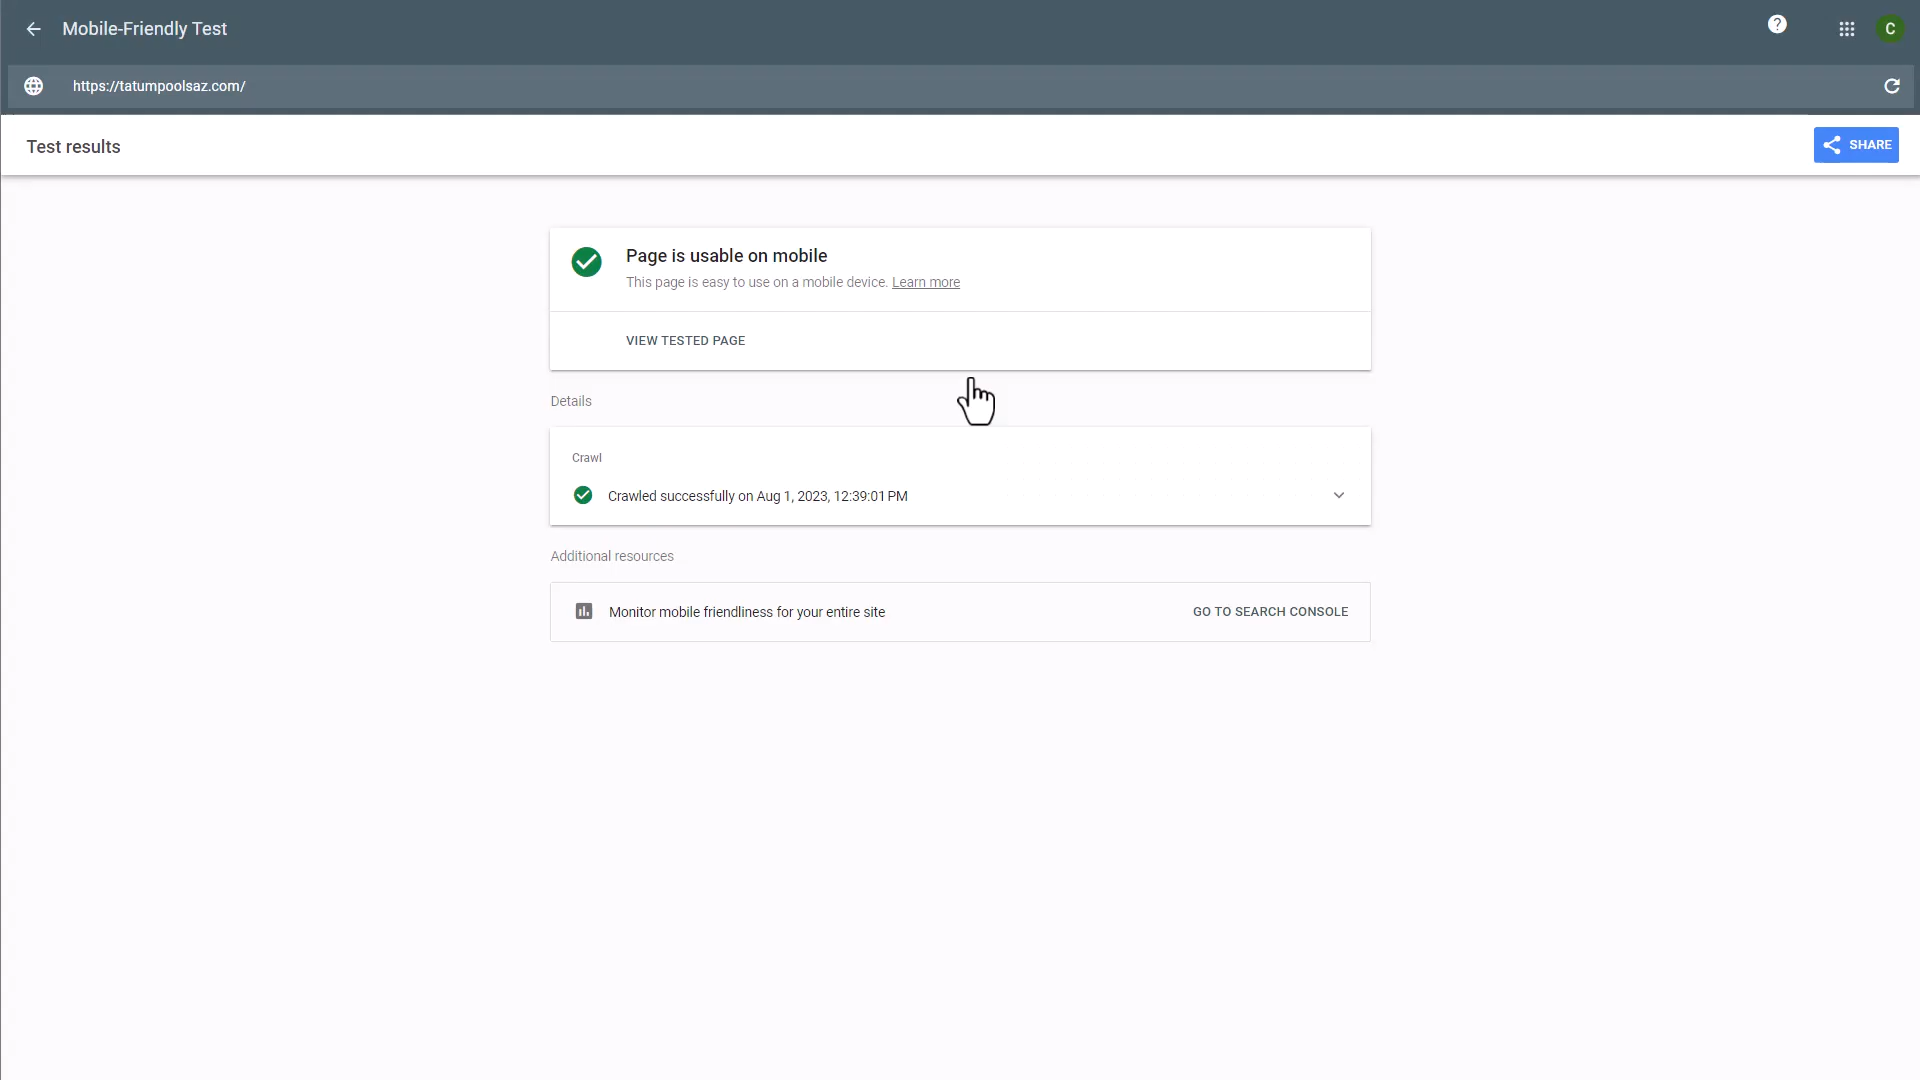 Mobile-Friendly Test
?
C
https://tatumpoolsaz.com/
Test results
SHARE
Page is usable on mobile
This page is easy to use on a mobile device. Learn more
VIEW TESTED PAGE
Details
Crawl
Crawled successfully on Aug 1, 2023, 12:39:01 PM
Additional resources
Monitor mobile friendliness for your entire site
GO TO SEARCH CONSOLE